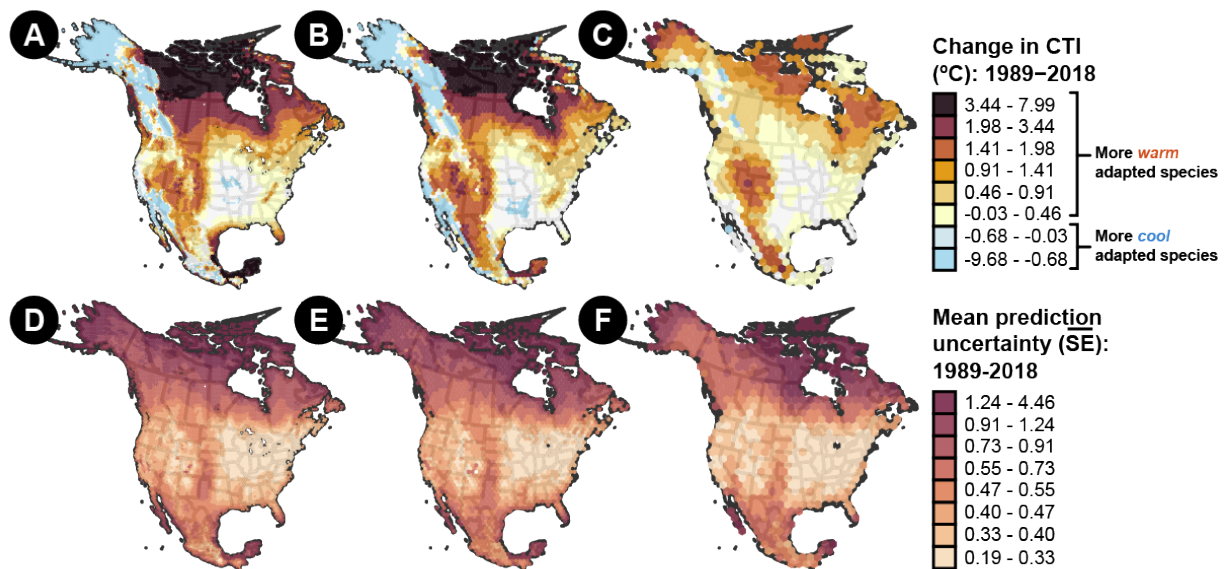 A
B
C
Change in CTI
(ºC): 1989−2018
3.44 - 7.99
1.98 - 3.44
1.41 - 1.98
0.91 - 1.41
0.46 - 0.91
-0.03 - 0.46
-0.68 - -0.03
-9.68 - -0.68
More warm
adapted species
More cool
adapted species
D
E
F
Mean prediction
uncertainty (SE):
1989-2018
1.24 - 4.46
0.91 - 1.24
0.73 - 0.91
0.55 - 0.73
0.47 - 0.55
0.40 - 0.47
0.33 - 0.40
0.19 - 0.33